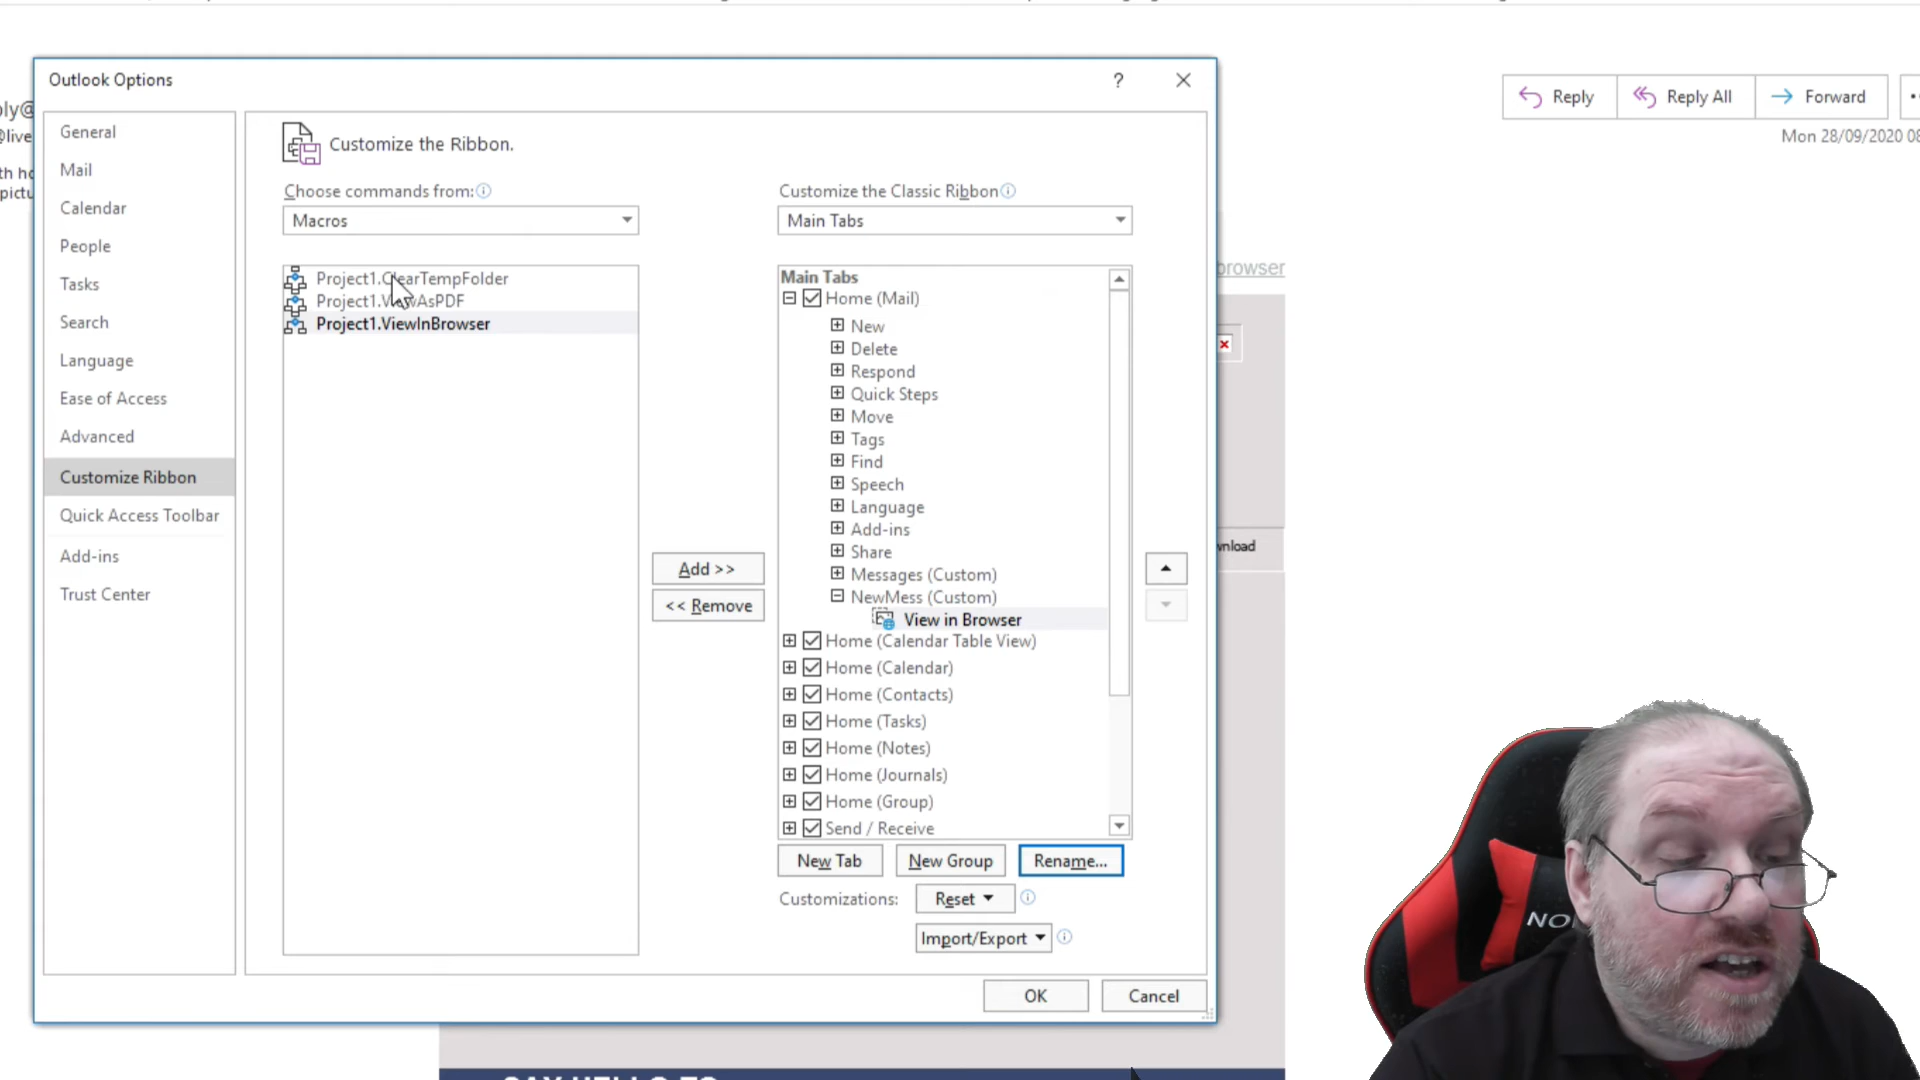 Outlook Options
?
General
Mail
Calendar
People
Tasks
Search
Language
Ease of Access
Advanced
Customize Ribbon
Quick Access Toolbar
Add-ins
Trust Center
Customize the Ribbon.
Choose commands from:
Macros
Project1.ClearTempFolder
Project1.ViewAsPDF
Project1.ViewInBrowser
Add >>
<< Remove
Customize the Classic Ribbon
Main Tabs
Main Tabs
Home (Mail)
New
Delete
Respond
Quick Steps
Move
Tags
Find
Speech
Language
Add-ins
Share
Messages (Custom)
NewMess (Custom)
View in Browser
Home (Calendar Table View)
Home (Calendar)
Home (Contacts)
Home (Tasks)
Home (Notes)
Home (Journals)
Home (Group)
Send / Receive
New Tab
New Group
Rename...
Customizations:
Reset
Import/Export
OK
Cancel
Reply
Reply All
Forward
Mon 28/09/2020
browser
@live
pictu
SAY HELLO TO